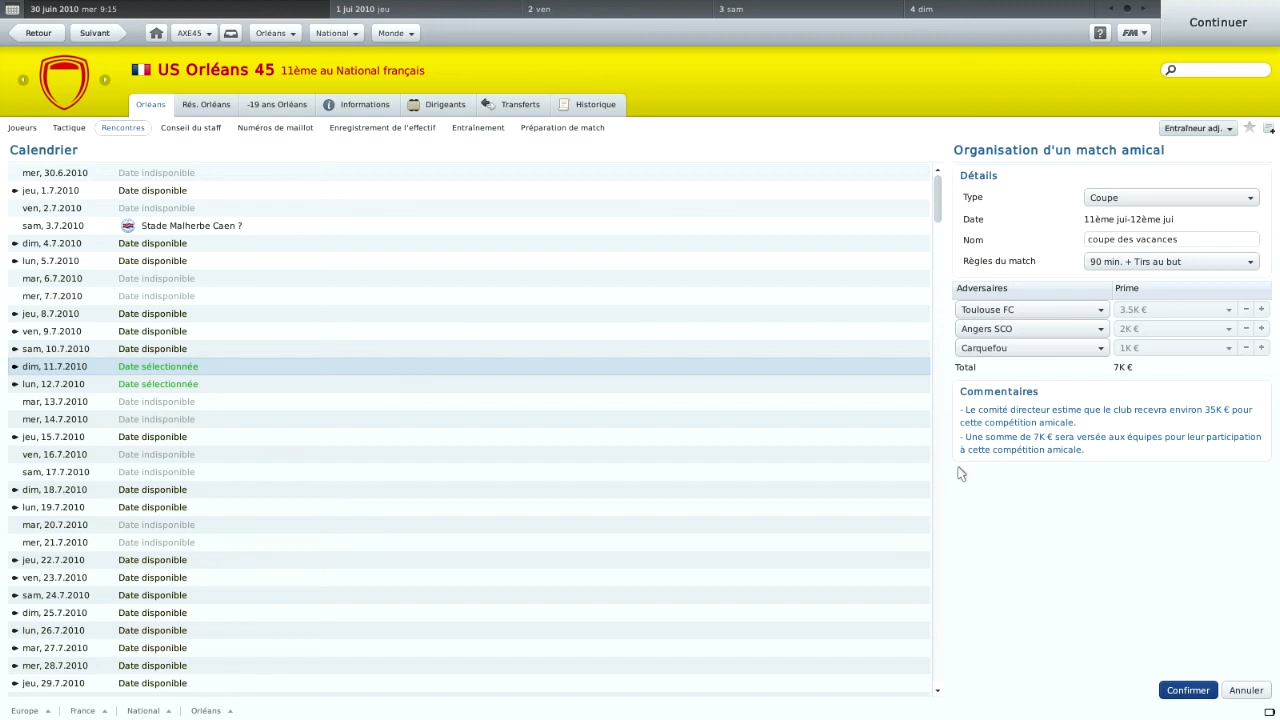 30 juin 2010 mer 9:15
1 jui 2010 jeu
2 ven
3 sam
4 dim
Continuer
Retour
Suivant
AXE45
Orléans
National
Monde
?
FM
US Orléans 45 11ème au National français
Orléans
Rés. Orléans
-19 ans Orléans
Informations
Dirigeants
Transferts
Historique
Joueurs
Tactique
Rencontres
Conseil du staff
Numéros de maillot
Enregistrement de l'effectif
Entraînement
Préparation de match
Entraîneur adj.
Calendrier
mer, 30.6.2010 Date indisponible
jeu, 1.7.2010 Date disponible
ven, 2.7.2010 Date indisponible
sam, 3.7.2010 Stade Malherbe Caen ?
dim, 4.7.2010 Date disponible
lun, 5.7.2010 Date disponible
mar, 6.7.2010 Date indisponible
mer, 7.7.2010 Date indisponible
jeu, 8.7.2010 Date disponible
ven, 9.7.2010 Date disponible
sam, 10.7.2010 Date disponible
dim, 11.7.2010 Date sélectionnée
lun, 12.7.2010 Date sélectionnée
mar, 13.7.2010 Date indisponible
mer, 14.7.2010 Date indisponible
jeu, 15.7.2010 Date disponible
ven, 16.7.2010 Date indisponible
sam, 17.7.2010 Date indisponible
dim, 18.7.2010 Date disponible
lun, 19.7.2010 Date disponible
mar, 20.7.2010 Date indisponible
mer, 21.7.2010 Date indisponible
jeu, 22.7.2010 Date disponible
ven, 23.7.2010 Date disponible
sam, 24.7.2010 Date disponible
dim, 25.7.2010 Date disponible
lun, 26.7.2010 Date disponible
mar, 27.7.2010 Date disponible
mer, 28.7.2010 Date disponible
jeu, 29.7.2010 Date disponible
Organisation d'un match amical
Détails
Type Coupe
Date 11ème jui-12ème jui
Nom coupe des vacances
Règles du match 90 min. + Tirs au but
Adversaires Prime
Toulouse FC 3.5K € - +
Angers SCO 2K € - +
Carquefou 1K € - +
Total 7K €
Commentaires
- Le comité directeur estime que le club recevra environ 35K € pour
cette compétition amicale.
- Une somme de 7K € sera versée aux équipes pour leur participation
à cette compétition amicale.
Confirmer
Annuler
Europe
France
National
Orléans